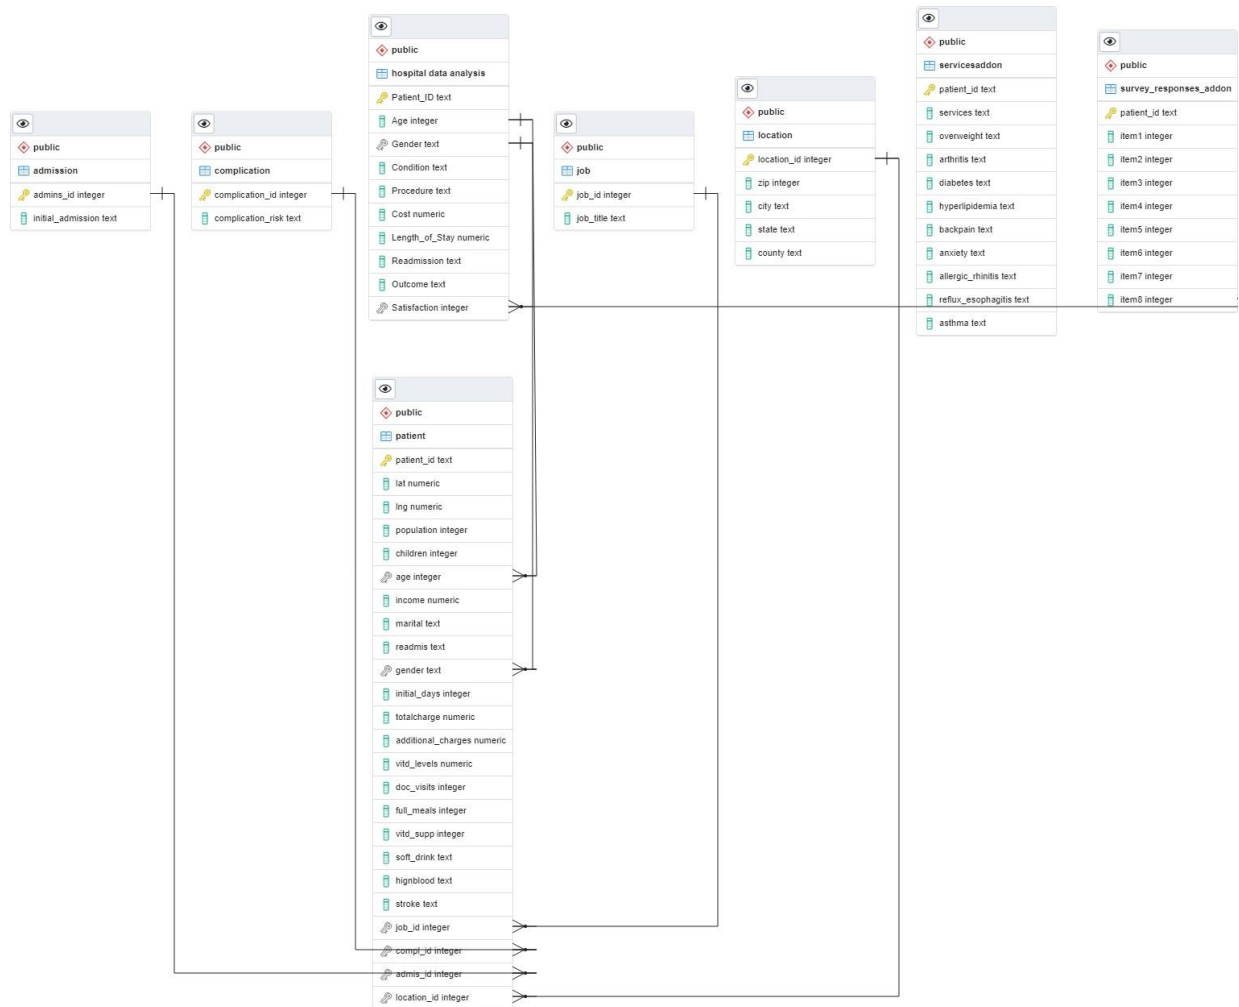 public
admission
admins_id integer
initial_admission text
public
complication
complication_id integer
complication_risk text
public
hospital data analysis
Patient_ID text
Age integer
Gender text
Condition text
Procedure text
Cost numeric
Length_of_Stay numeric
Readmission text
Outcome text
Satisfaction integer
public
job
job_id integer
job_title text
public
location
location_id integer
zip integer
city text
state text
county text
public
servicesaddon
patient_id text
services text
overweight text
arthritis text
diabetes text
hyperlipidemia text
backpain text
anxiety text
allergic_rhinitis text
reflux_esophagitis text
asthma text
public
survey_responses_addon
patient_id text
item1 integer
item2 integer
item3 integer
item4 integer
item5 integer
item6 integer
item7 integer
item8 integer
public
patient
patient_id text
lat numeric
lng numeric
population integer
children integer
age integer
income numeric
marital text
readmis text
gender text
initial_days integer
totalcharge numeric
additional_charges numeric
vitd_levels numeric
doc_visits integer
full_meals integer
vitd_supp integer
soft_drink text
hignblood text
stroke text
job_id integer
compl_id integer
admis_id integer
location_id integer